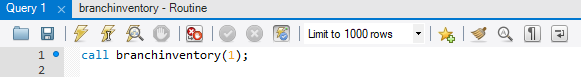 Query 1 branchinventory - Routine
Limit to 1000 rows
1 call branchinventory(1);
2